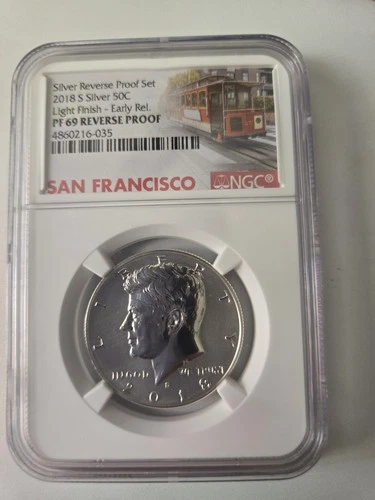 Silver Reverse Proof Set
2018 S Silver 50C
Light Finish - Early Rel.
PF 69 REVERSE PROOF
4860216-035
SAN FRANCISCO
NGC®
LIBERTY
IN GOD WE TRUST
S
2018